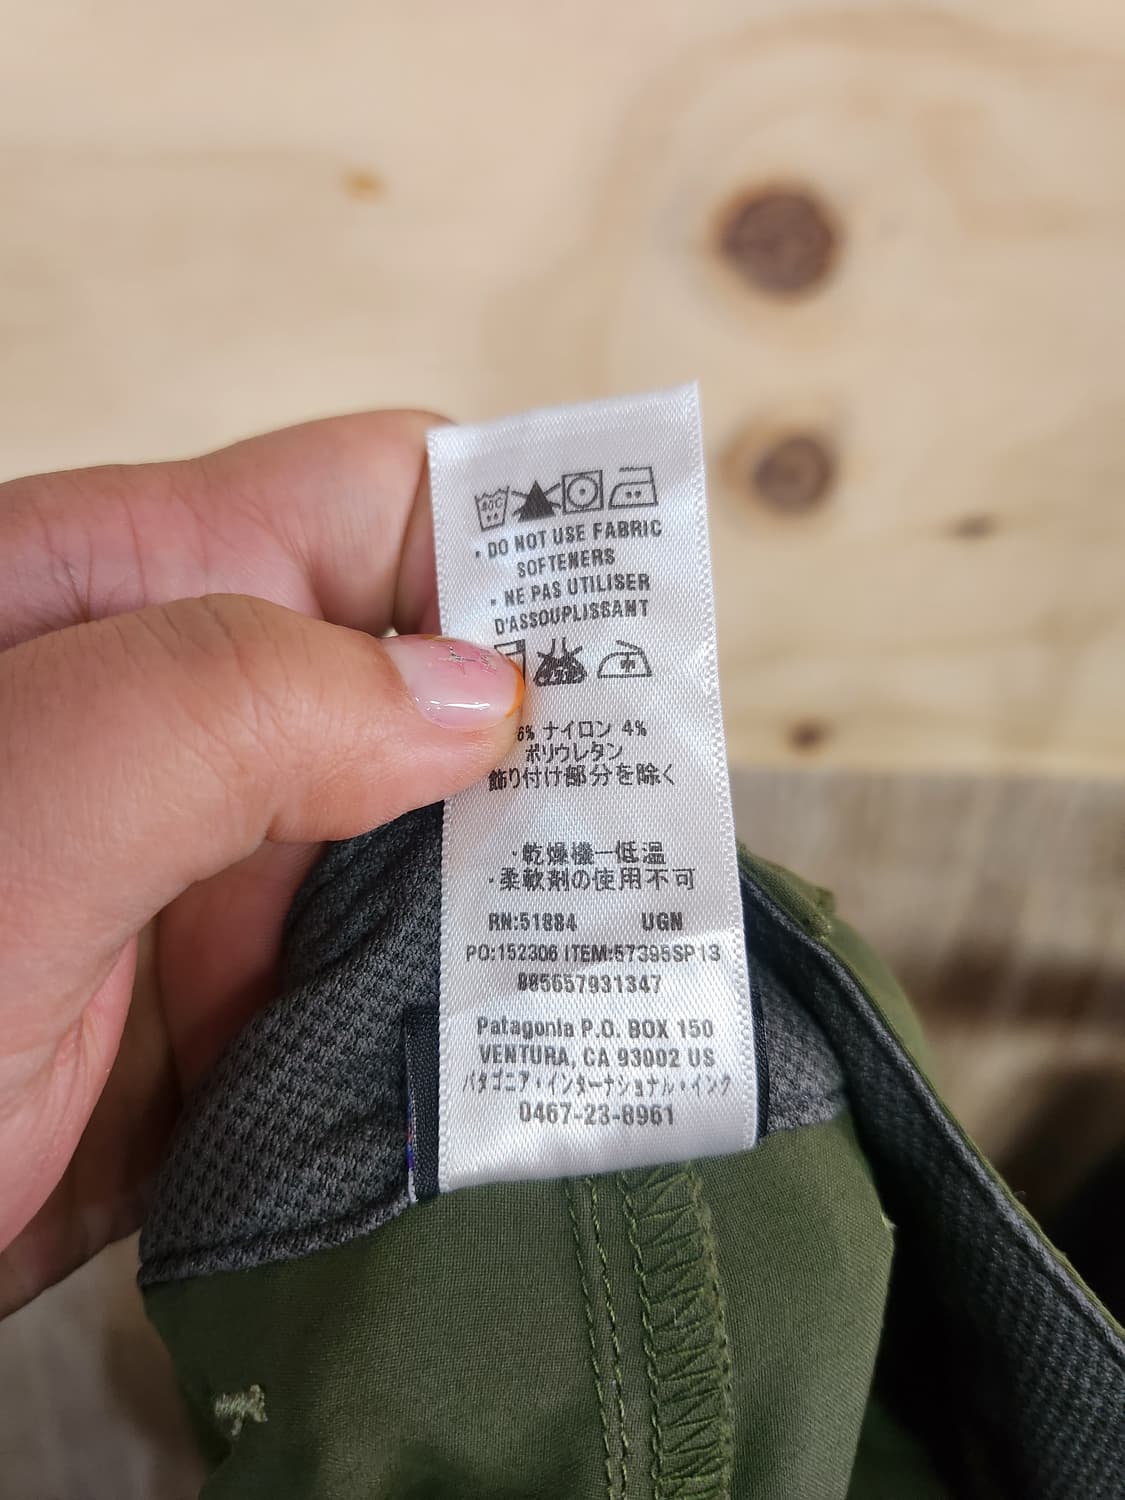 • DO NOT USE FABRIC
SOFTENERS
• NE PAS UTILISER
D'ASSOUPLISSANT
6% ナイロン 4%
ポリウレタン
飾り付け部分を除く
・乾燥機一低温
・柔軟剤の使用不可
RN:51884 UGN
PO:152306 ITEM:57395SP13
885657931347
Patagonia P.O. BOX 150
VENTURA, CA 93002 US
パタゴニア・インターナショナル・インク
0467-23-8961